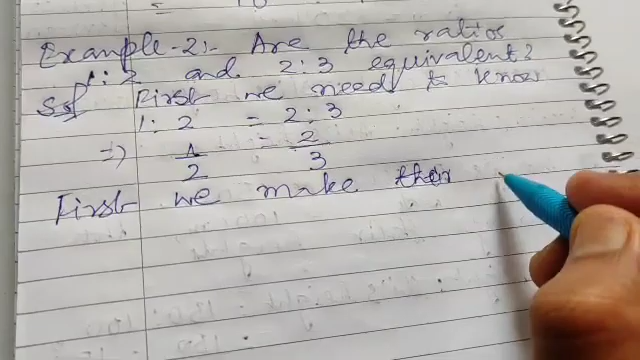 Example-2:- Are the ratios
1:2 and 2:3 equivalent?
Sol First we need to know
1:2 = 2:3
=> 1/2 = 2/3
First we make their